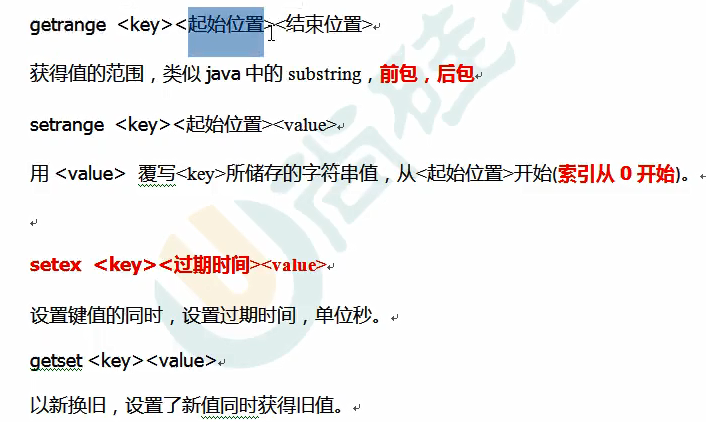 getrange <key><起始位置><结束位置>
获得值的范围，类似 java 中的 substring，前包，后包
setrange <key><起始位置><value>
用 <value> 覆写<key>所储存的字符串值，从<起始位置>开始(索引从 0 开始)。
setex <key><过期时间><value>
设置键值的同时，设置过期时间，单位秒。
getset <key><value>
以新换旧，设置了新值同时获得旧值。
尚硅谷